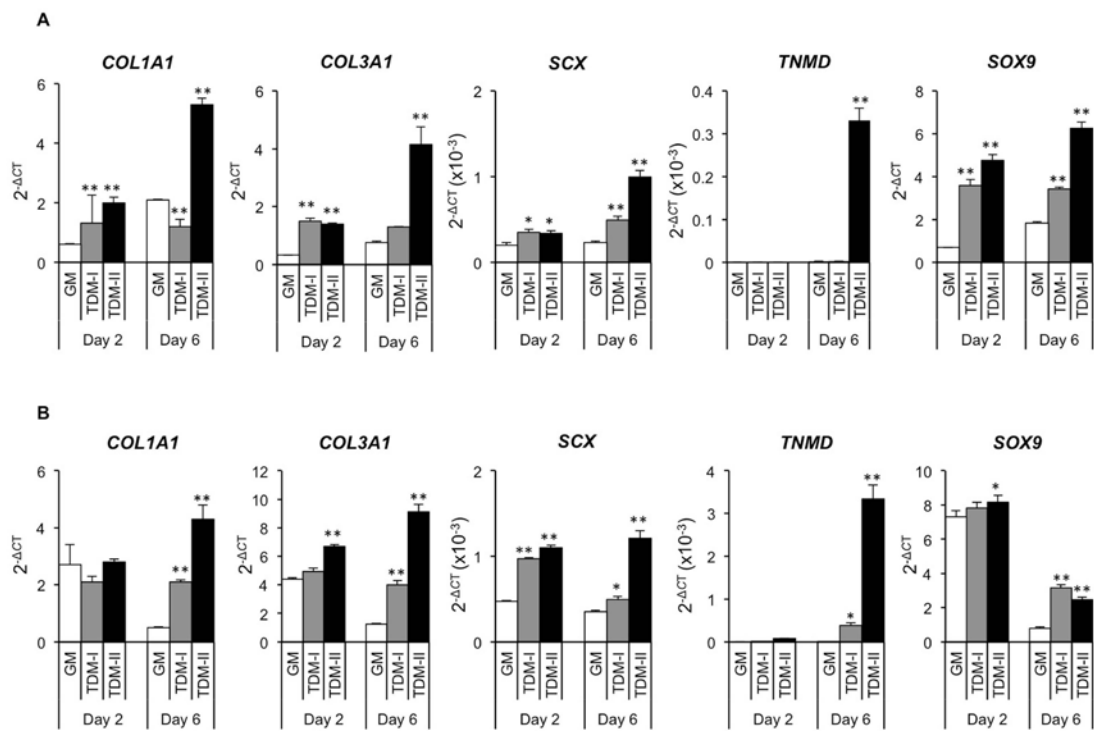 A
COL1A1 COL3A1 SCX TNMD SOX9
2-ΔCT 6 4 2 0 ** ** ** **
GM TDM-I TDM-II GM TDM-I TDM-II
Day 2 Day 6
2-ΔCT 6 4 2 0 ** ** **
GM TDM-I TDM-II GM TDM-I TDM-II
Day 2 Day 6
2-ΔCT (x10-3) 2 1 0 * * ** **
GM TDM-I TDM-II GM TDM-I TDM-II
Day 2 Day 6
2-ΔCT (x10-3) 0.4 0.3 0.2 0.1 0 **
GM TDM-I TDM-II GM TDM-I TDM-II
Day 2 Day 6
2-ΔCT 8 6 4 2 0 ** ** ** **
GM TDM-I TDM-II GM TDM-I TDM-II
Day 2 Day 6
B
COL1A1 COL3A1 SCX TNMD SOX9
2-ΔCT 6 4 2 0 ** **
GM TDM-I TDM-II GM TDM-I TDM-II
Day 2 Day 6
2-ΔCT 12 10 8 6 4 2 0 ** ** **
GM TDM-I TDM-II GM TDM-I TDM-II
Day 2 Day 6
2-ΔCT (x10-3) 2 1 0 ** ** * **
GM TDM-I TDM-II GM TDM-I TDM-II
Day 2 Day 6
2-ΔCT (x10-3) 4 3 2 1 0 * **
GM TDM-I TDM-II GM TDM-I TDM-II
Day 2 Day 6
2-ΔCT 10 8 6 4 2 0 * ** **
GM TDM-I TDM-II GM TDM-I TDM-II
Day 2 Day 6